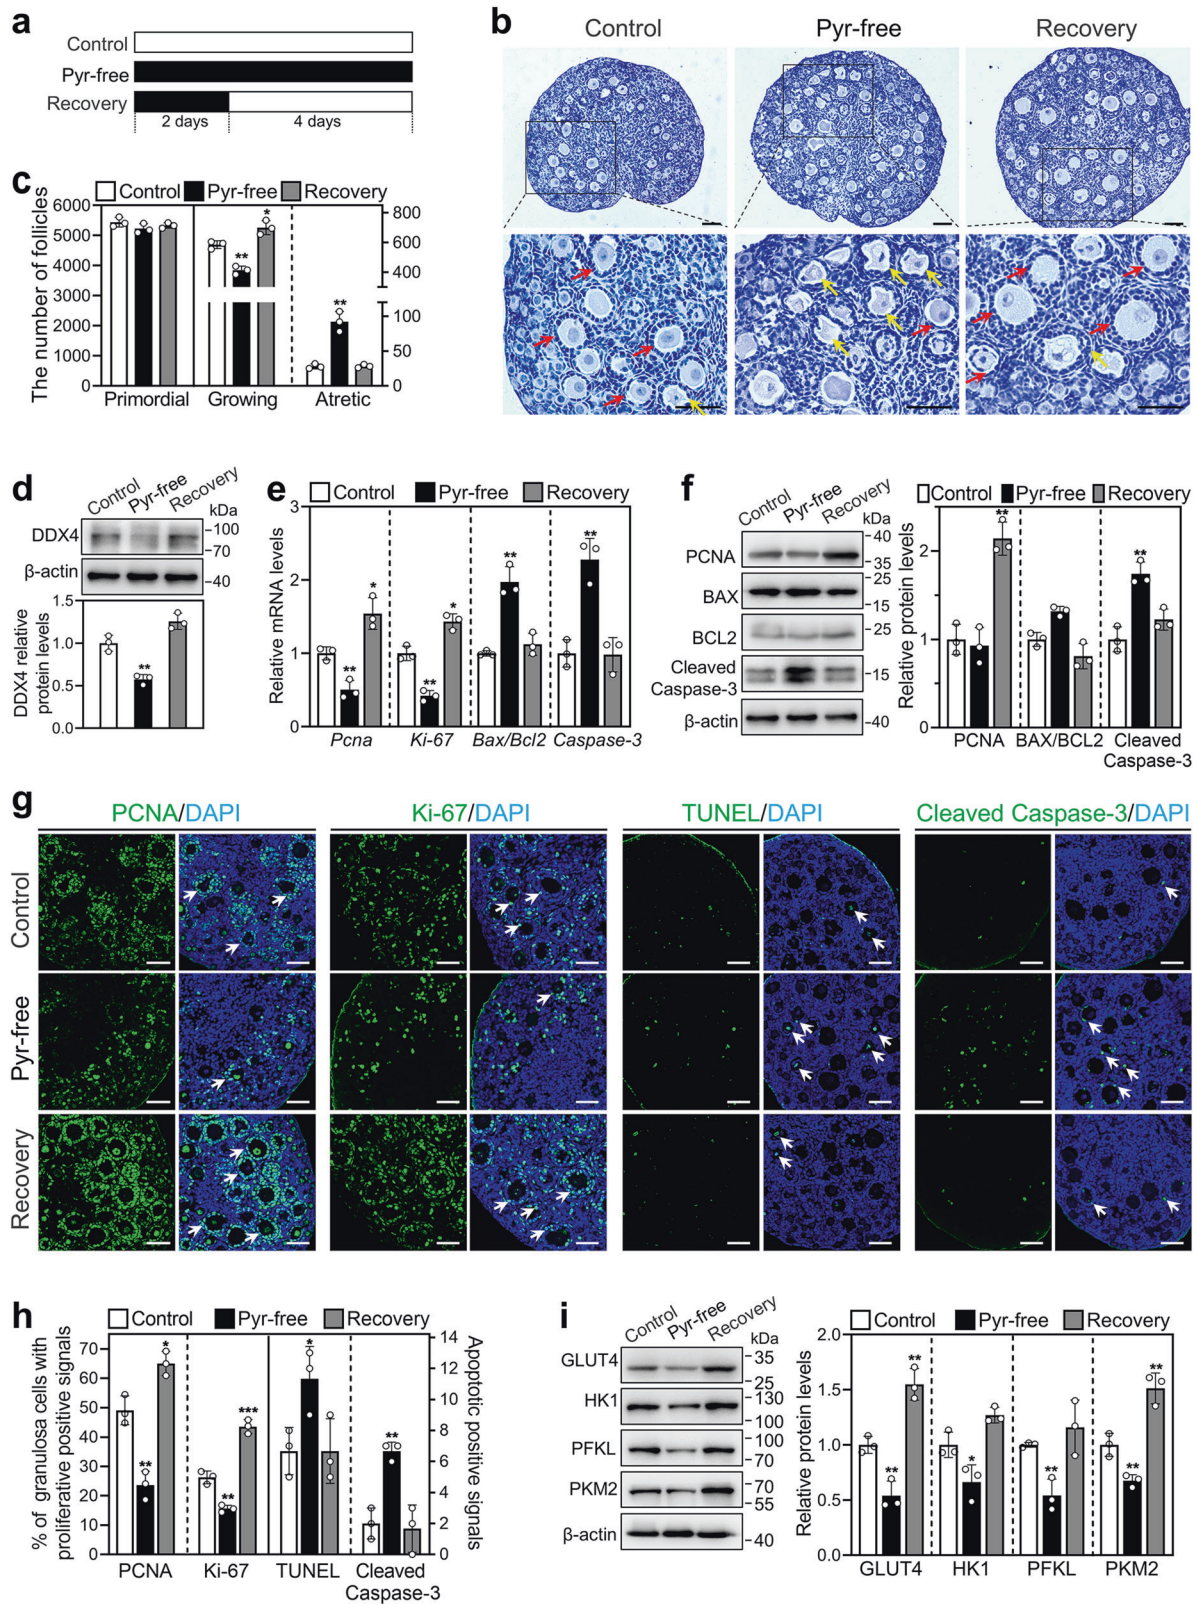 a
Control
Pyr-free
Recovery
2 days
4 days
b
Control
Pyr-free
Recovery
c
Control
Pyr-free
Recovery
The number of follicles
6000
5000
4000
3000
2000
1000
0
800
600
400
100
50
0
**
*
**
Primordial
Growing
Atretic
d
Control
Pyr-free
Recovery
kDa
DDX4
-100
-70
β-actin
-40
DDX4 relative
protein levels
1.5
1.0
0.5
0.0
**
e
Control
Pyr-free
Recovery
Relative mRNA levels
3
2
1
0
**
*
**
*
**
**
Pcna
Ki-67
Bax/Bcl2
Caspase-3
f
Control
Pyr-free
Recovery
kDa
PCNA
-40
-35
BAX
-25
-15
BCL2
-25
Cleaved
Caspase-3
-15
β-actin
-40
Control
Pyr-free
Recovery
Relative protein levels
2
1
0
**
**
PCNA
BAX/BCL2
Cleaved
Caspase-3
g
PCNA/DAPI
Ki-67/DAPI
TUNEL/DAPI
Cleaved Caspase-3/DAPI
Control
Pyr-free
Recovery
h
Control
Pyr-free
Recovery
% of granulosa cells with
proliferative positive signals
70
60
50
40
30
20
10
0
14
12
10
8
6
4
2
0
Apoptotic positive
signals
**
*
**
***
*
**
PCNA
Ki-67
TUNEL
Cleaved
Caspase-3
i
Control
Pyr-free
Recovery
kDa
GLUT4
-35
-25
HK1
-130
-100
PFKL
-100
-70
PKM2
-70
-55
β-actin
-40
Control
Pyr-free
Recovery
Relative protein levels
2.0
1.5
1.0
0.5
0.0
**
**
*
**
**
**
GLUT4
HK1
PFKL
PKM2